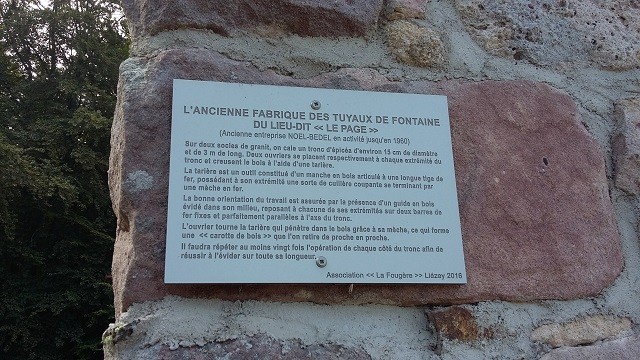 L'ANCIENNE FABRIQUE DES TUYAUX DE FONTAINE
DU LIEU-DIT << LE PAGE >>
(Ancienne entreprise NOEL-BEDEL en activité jusqu'en 1960)
Sur deux socles de granit, on cale un tronc d'épicéa d'environ 15 cm de diamètre
et de 3 m de long. Deux ouvriers se placent respectivement à chaque extrémité du
tronc et creusent le bois à l'aide d'une tarière.
La tarière est un outil constitué d'un manche en bois articulé à une longue tige de
fer, possédant à son extrémité une sorte de cuillère coupante se terminant par
une mèche en fer.
La bonne orientation du travail est assurée par la présence d'un guide en bois
évidé dans son milieu, reposant à chacune de ses extrémités sur deux barres de
fer fixes et parfaitement parallèles à l'axe du tronc.
L'ouvrier tourne la tarière qui pénètre dans le bois grâce à sa mèche, ce qui forme
une << carotte de bois >> que l'on retire de proche en proche.
Il faudra répéter au moins vingt fois l'opération de chaque côté du tronc afin de
réussir à l'évider sur toute sa longueur.
Association << La Fougère >> Liézey 2016